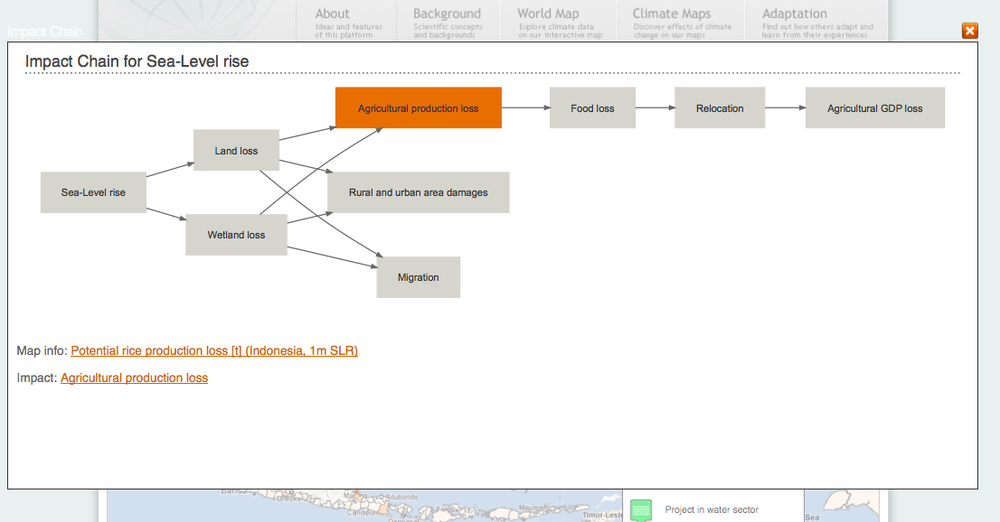 About
Ideas and features
of this platform
Background
Scientific concepts
and backgrounds
World Map
Explore climate data
on our interactive map
Climate Maps
Discover effects of climate
change on our maps
Adaptation
Find out how others adapt and
learn from their experiences
Impact Chain
Impact Chain for Sea-Level rise
Agricultural production loss
Food loss
Relocation
Agricultural GDP loss
Land loss
Sea-Level rise
Rural and urban area damages
Wetland loss
Migration
Map info: Potential rice production loss [t] (Indonesia, 1m SLR)
Impact: Agricultural production loss
Situbondo
Timor-Lest
Project in water sector
Sea